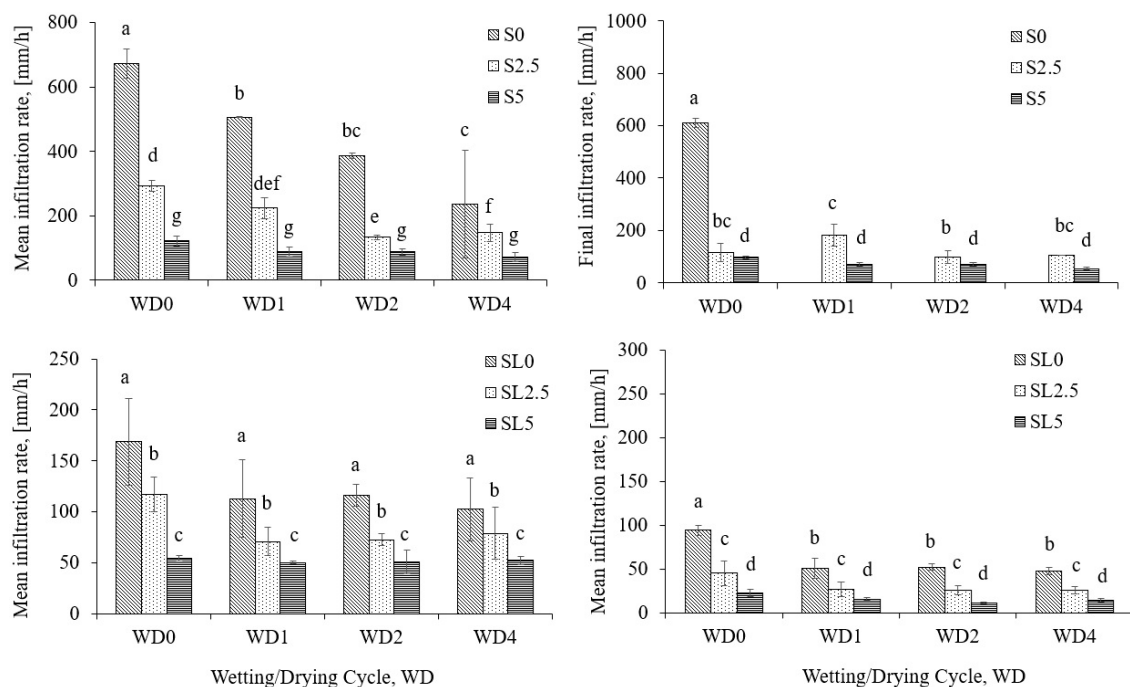 Mean infiltration rate, [mm/h]
800
600
400
200
0
a
b
bc
c
d
def
e
f
g
g
g
g
S0
S2.5
S5
WD0
WD1
WD2
WD4
Final infiltration rate, [mm/h]
1000
800
600
400
200
0
a
bc
d
c
d
b
d
bc
d
S0
S2.5
S5
WD0
WD1
WD2
WD4
Mean infiltration rate, [mm/h]
250
200
150
100
50
0
a
b
c
a
b
c
a
b
c
a
b
c
SL0
SL2.5
SL5
WD0
WD1
WD2
WD4
Wetting/Drying Cycle, WD
Mean infiltration rate, [mm/h]
300
250
200
150
100
50
0
a
c
d
b
c
d
b
c
d
b
c
d
SL0
SL2.5
SL5
WD0
WD1
WD2
WD4
Wetting/Drying Cycle, WD